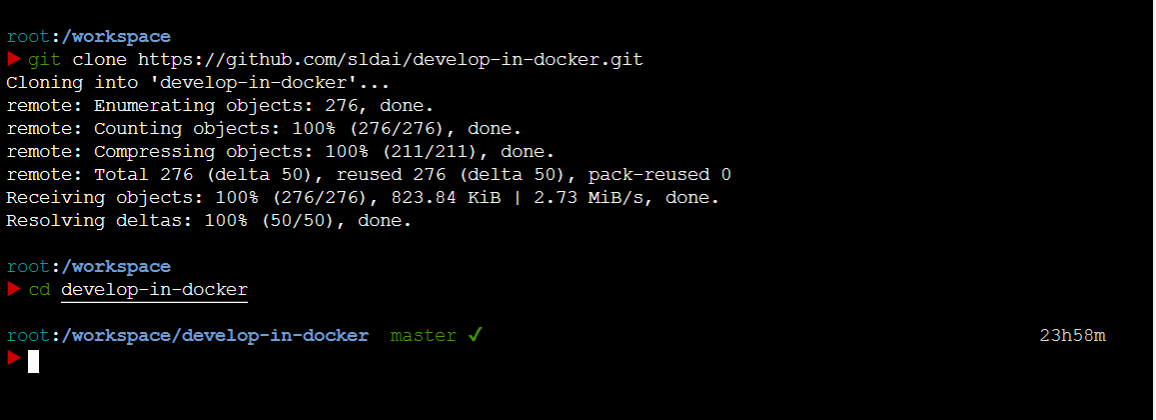 root:/workspace
▶ git clone https://github.com/sldai/develop-in-docker.git
Cloning into 'develop-in-docker'...
remote: Enumerating objects: 276, done.
remote: Counting objects: 100% (276/276), done.
remote: Compressing objects: 100% (211/211), done.
remote: Total 276 (delta 50), reused 276 (delta 50), pack-reused 0
Receiving objects: 100% (276/276), 823.84 KiB | 2.73 MiB/s, done.
Resolving deltas: 100% (50/50), done.
root:/workspace
▶ cd develop-in-docker
root:/workspace/develop-in-docker master ✓ 23h58m
▶